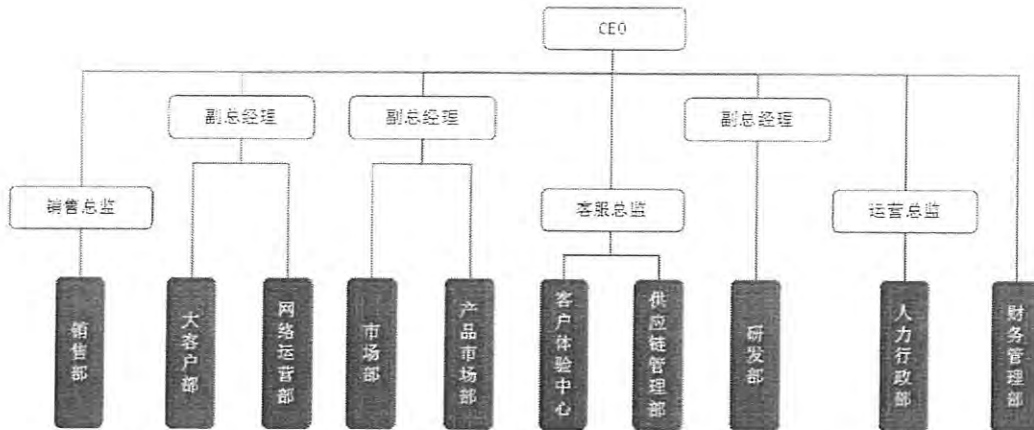 CEO
副总经理
副总经理
副总经理
销售总监
客服总监
运营总监
销售部
大客户部
网络运营部
市场部
产品市场部
客户体验中心
供应链管理部
研发部
人力行政部
财务管理部